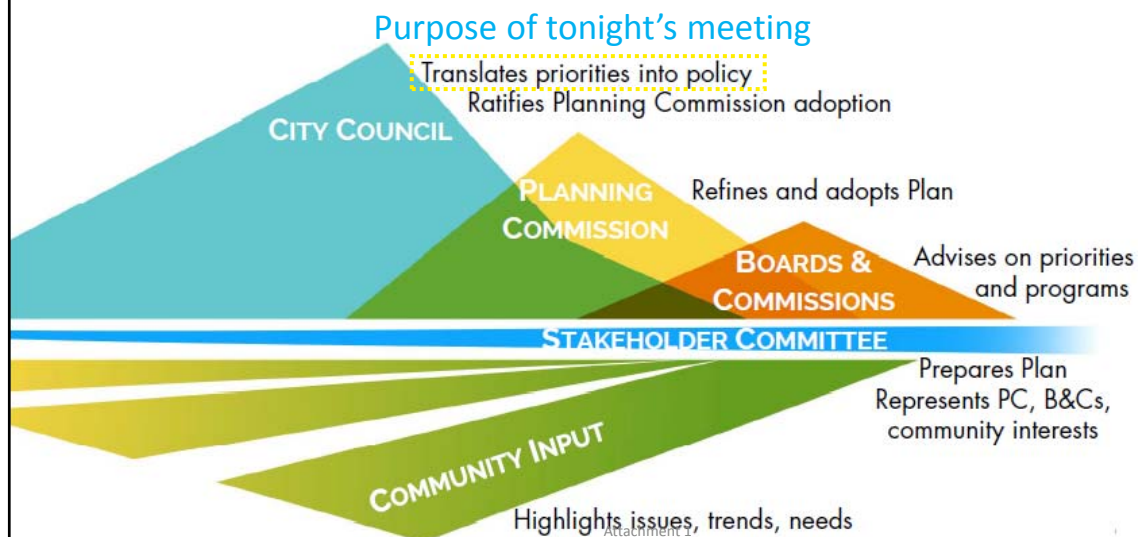 Purpose of tonight's meeting
Translates priorities into policy
Ratifies Planning Commission adoption
CITY COUNCIL
PLANNING
COMMISSION
Refines and adopts Plan
BOARDS &
COMMISSIONS
Advises on priorities
and programs
STAKEHOLDER COMMITTEE
Prepares Plan
Represents PC, B&Cs,
community interests
COMMUNITY INPUT
Highlights issues, trends, needs
Attachment 1